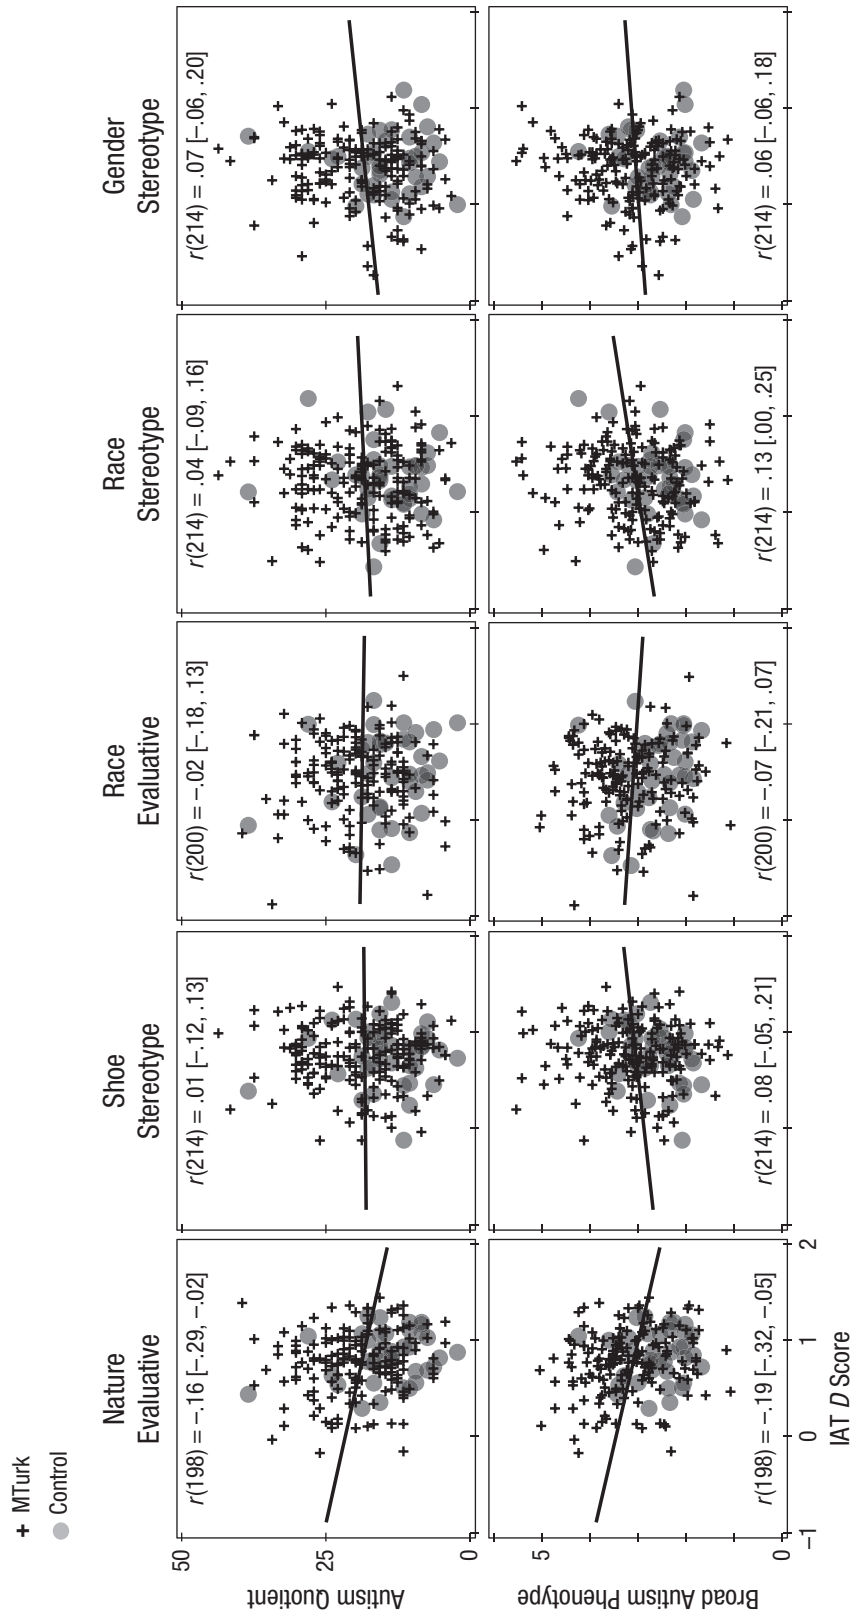 MTurk
Control
Nature
Evaluative
Shoe
Stereotype
Race
Evaluative
Race
Stereotype
Gender
Stereotype
Autism Quotient
50
25
0
r(198) = −.16 [−.29, −.02]
r(214) = .01 [−.12, .13]
r(200) = −.02 [−.18, .13]
r(214) = .04 [−.09, .16]
r(214) = .07 [−.06, .20]
Broad Autism Phenotype
5
0
r(198) = −.19 [−.32, −.05]
r(214) = .08 [−.05, .21]
r(200) = −.07 [−.21, .07]
r(214) = .13 [.00, .25]
r(214) = .06 [−.06, .18]
−1
0
1
2
IAT D Score